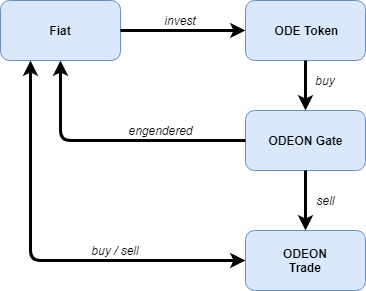 Fiat
invest
ODE Token
buy
engendered
ODEON Gate
sell
buy / sell
ODEON
Trade